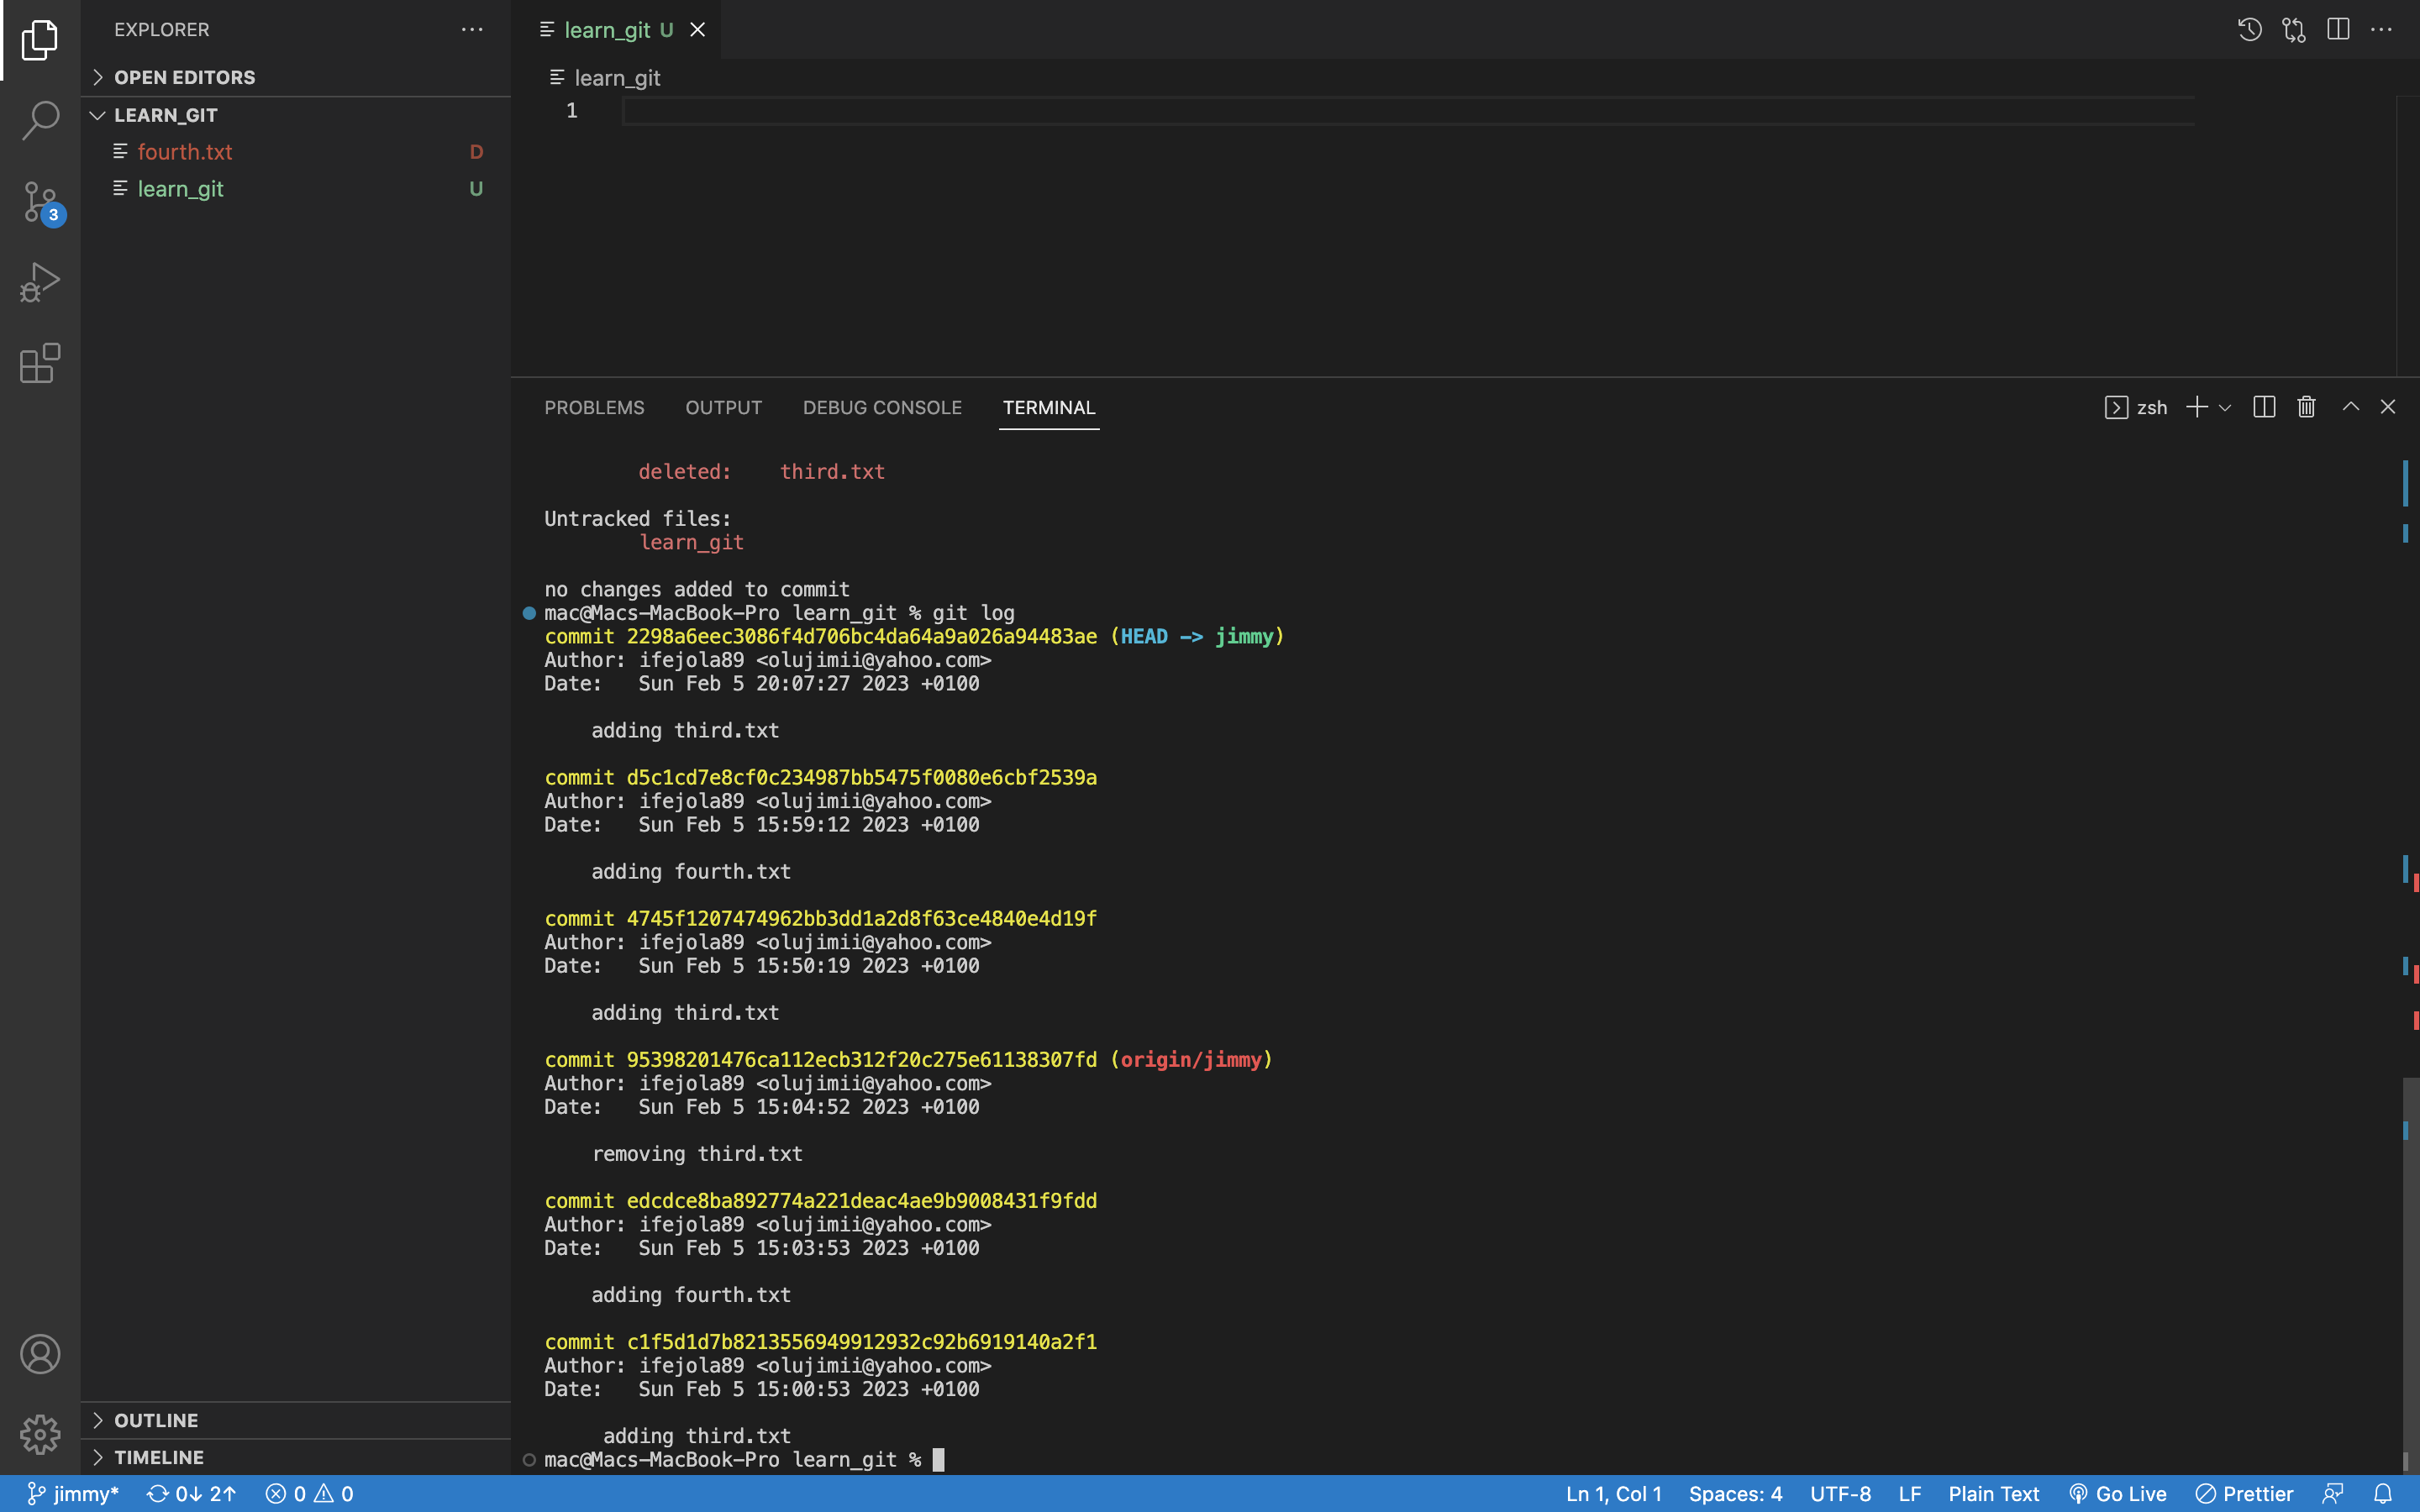 EXPLORER
OPEN EDITORS
LEARN_GIT
fourth.txt D
learn_git U
3
OUTLINE
TIMELINE
learn_git U
learn_git
1
PROBLEMS OUTPUT DEBUG CONSOLE TERMINAL
zsh
deleted: third.txt
Untracked files:
learn_git
no changes added to commit
mac@Macs-MacBook-Pro learn_git % git log
commit 2298a6eec3086f4d706bc4da64a9a026a94483ae (HEAD -> jimmy)
Author: ifejola89 <olujimii@yahoo.com>
Date: Sun Feb 5 20:07:27 2023 +0100
adding third.txt
commit d5c1cd7e8cf0c234987bb5475f0080e6cbf2539a
Author: ifejola89 <olujimii@yahoo.com>
Date: Sun Feb 5 15:59:12 2023 +0100
adding fourth.txt
commit 4745f1207474962bb3dd1a2d8f63ce4840e4d19f
Author: ifejola89 <olujimii@yahoo.com>
Date: Sun Feb 5 15:50:19 2023 +0100
adding third.txt
commit 95398201476ca112ecb312f20c275e61138307fd (origin/jimmy)
Author: ifejola89 <olujimii@yahoo.com>
Date: Sun Feb 5 15:04:52 2023 +0100
removing third.txt
commit edcdce8ba892774a221deac4ae9b9008431f9fdd
Author: ifejola89 <olujimii@yahoo.com>
Date: Sun Feb 5 15:03:53 2023 +0100
adding fourth.txt
commit c1f5d1d7b8213556949912932c92b6919140a2f1
Author: ifejola89 <olujimii@yahoo.com>
Date: Sun Feb 5 15:00:53 2023 +0100
adding third.txt
mac@Macs-MacBook-Pro learn_git %
jimmy* 0↓ 2↑ 0 0 Ln 1, Col 1 Spaces: 4 UTF-8 LF Plain Text Go Live Prettier